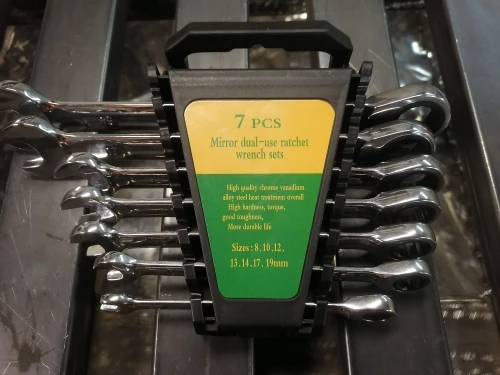 7 PCS
Mirror dual-use ratchet
wrench sets
High quality chrome vanadium
alloy steel heat treatment overall
High hardness, torque,
good toughness,
More durable life
Sizes : 8 , 10 , 12 ,
13 , 14 , 17 , 19mm